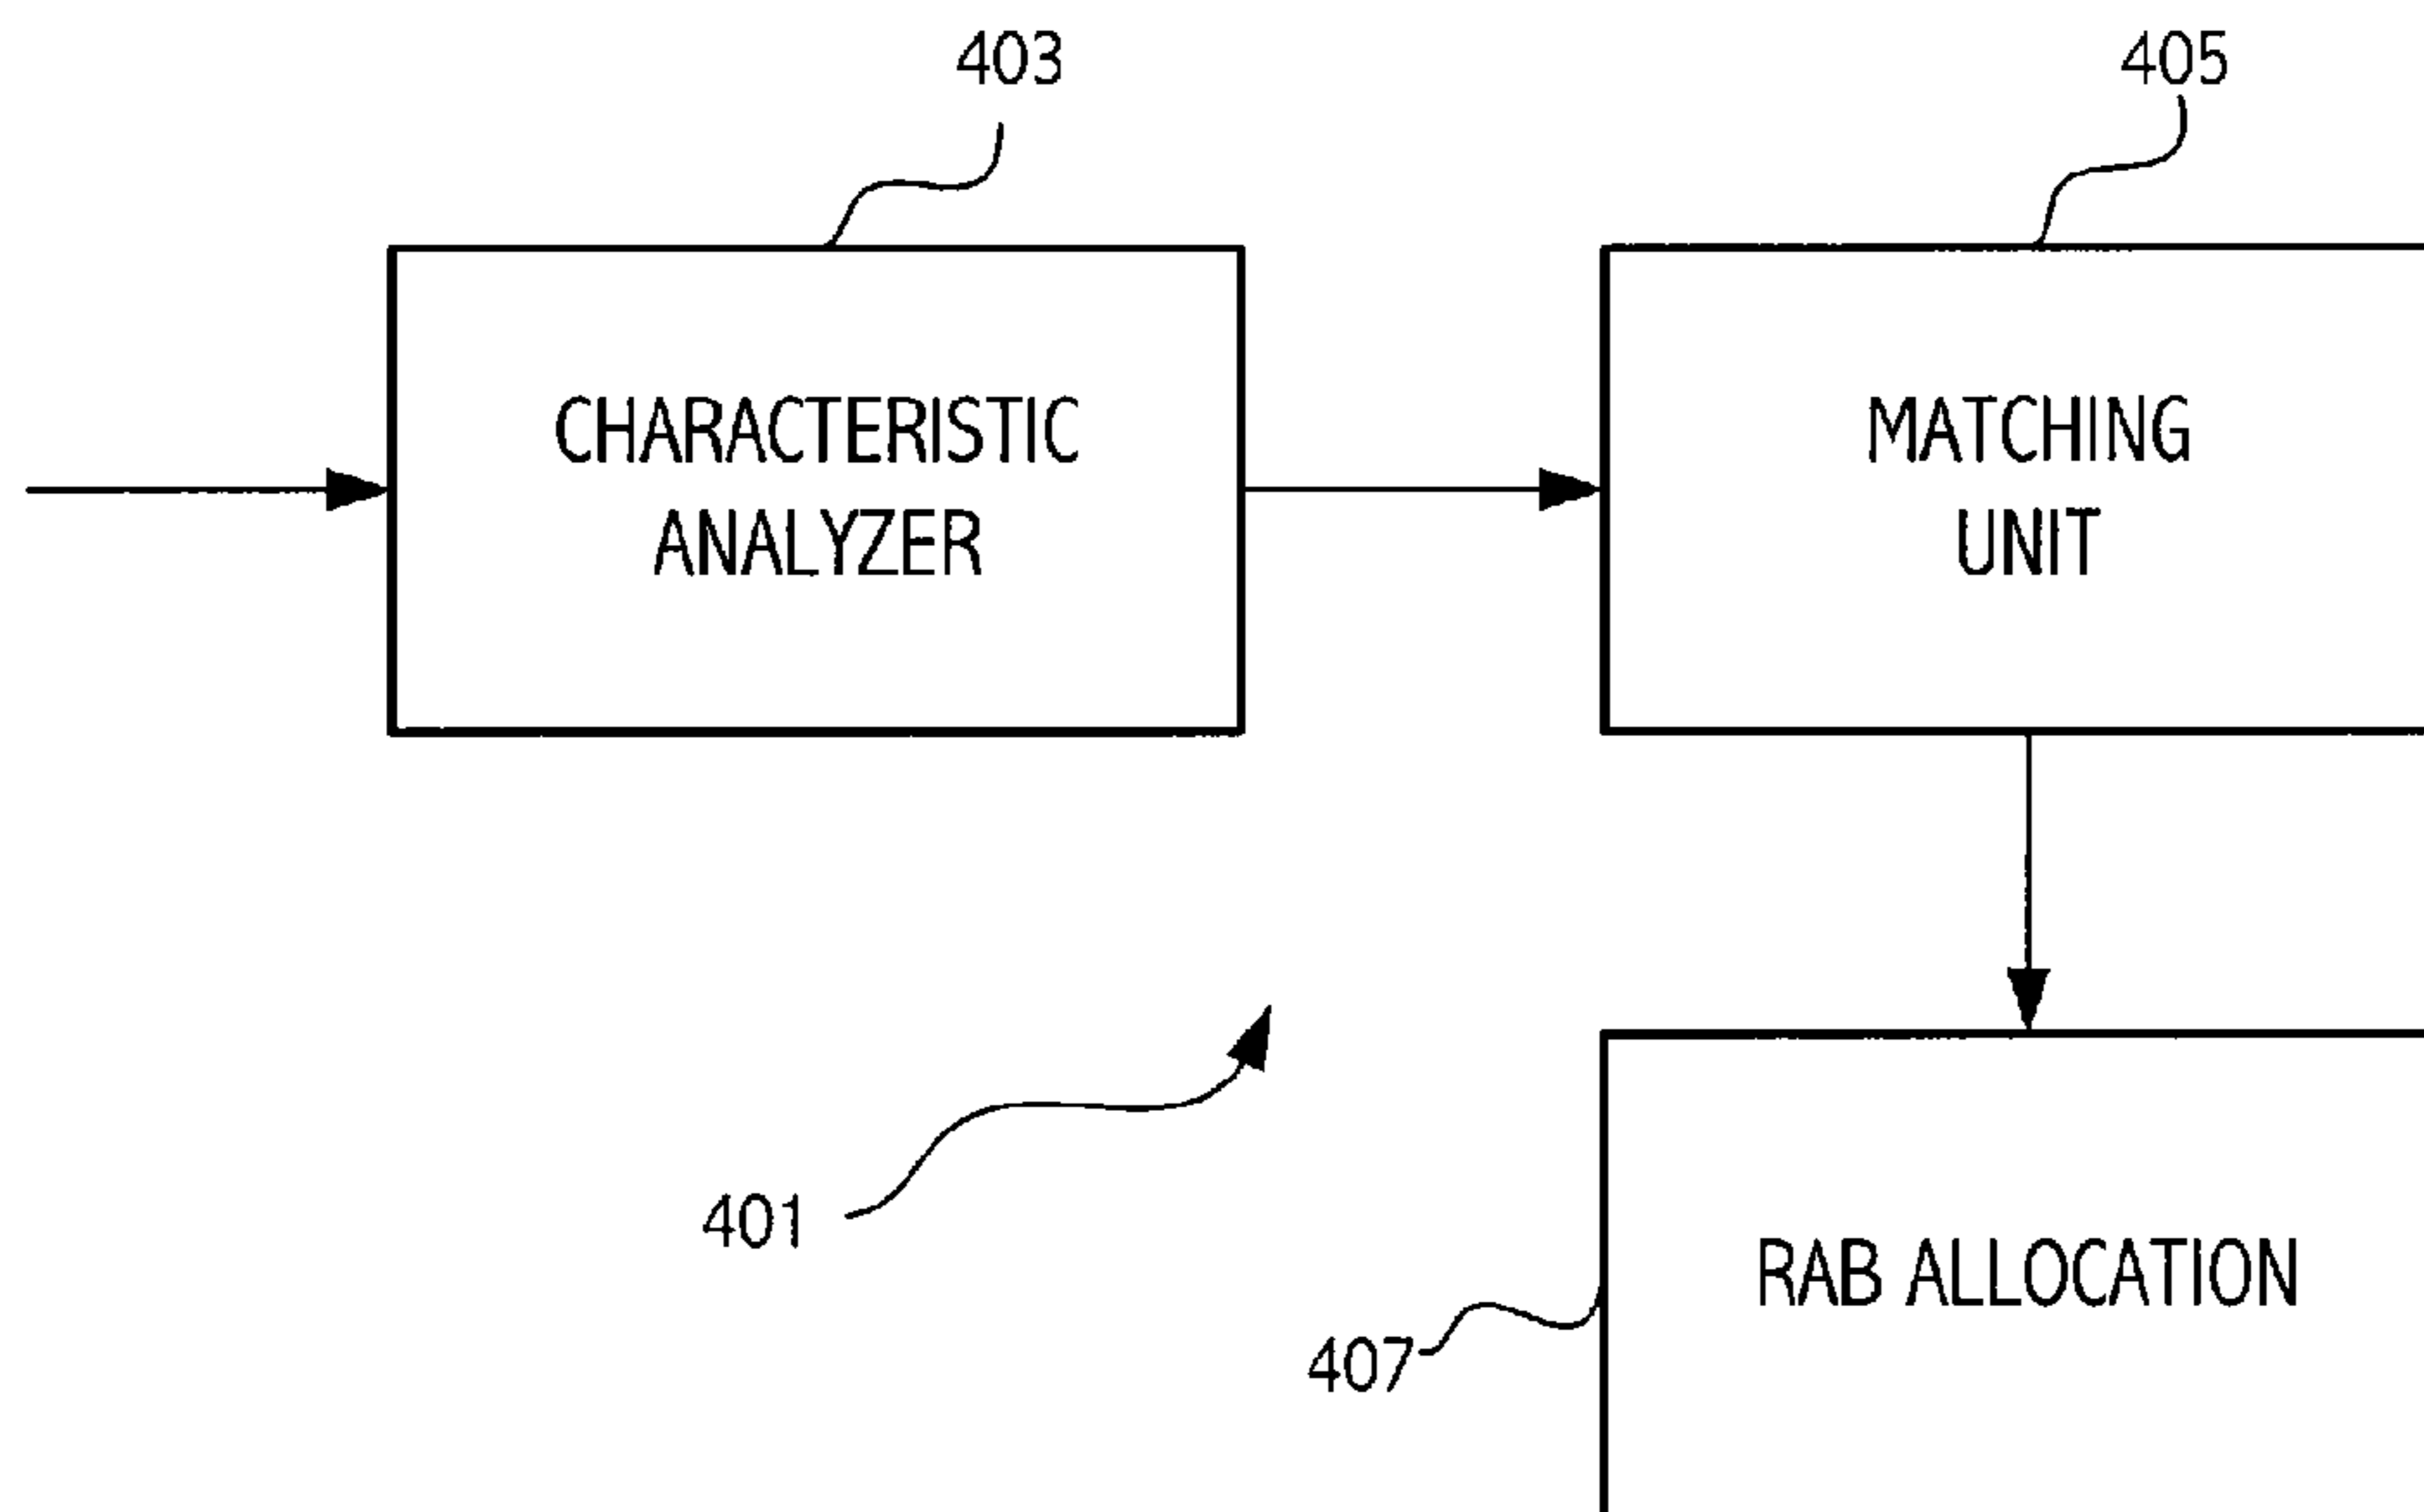 403
405
CHARACTERISTIC
ANALYZER
MATCHING
UNIT
401
RAB ALLOCATION
407